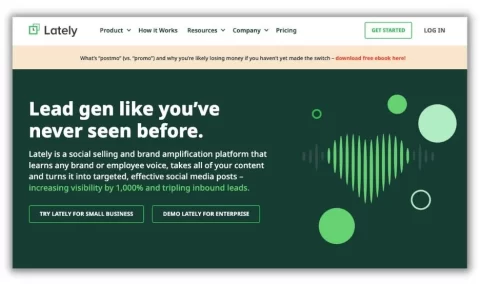 Lately
Product How it Works Resources Company Pricing
GET STARTED
LOG IN
What's "postmo" (vs. "promo") and why you're likely losing money if you haven't yet made the switch – download free ebook here!
Lead gen like you've
never seen before.
Lately is a social selling and brand amplification platform that
learns any brand or employee voice, takes all of your content
and turns it into targeted, effective social media posts –
increasing visibility by 1,000% and tripling inbound leads.
TRY LATELY FOR SMALL BUSINESS
DEMO LATELY FOR ENTERPRISE